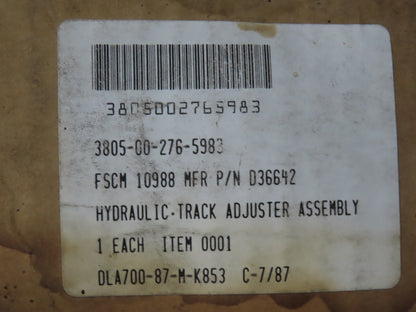 3805002765983
3805-00-276-5983
FSCM 10988 MFR P/N D36642
HYDRAULIC·TRACK ADJUSTER ASSEMBLY
1 EACH ITEM 0001
DLA700-87-M-K853 C-7/87